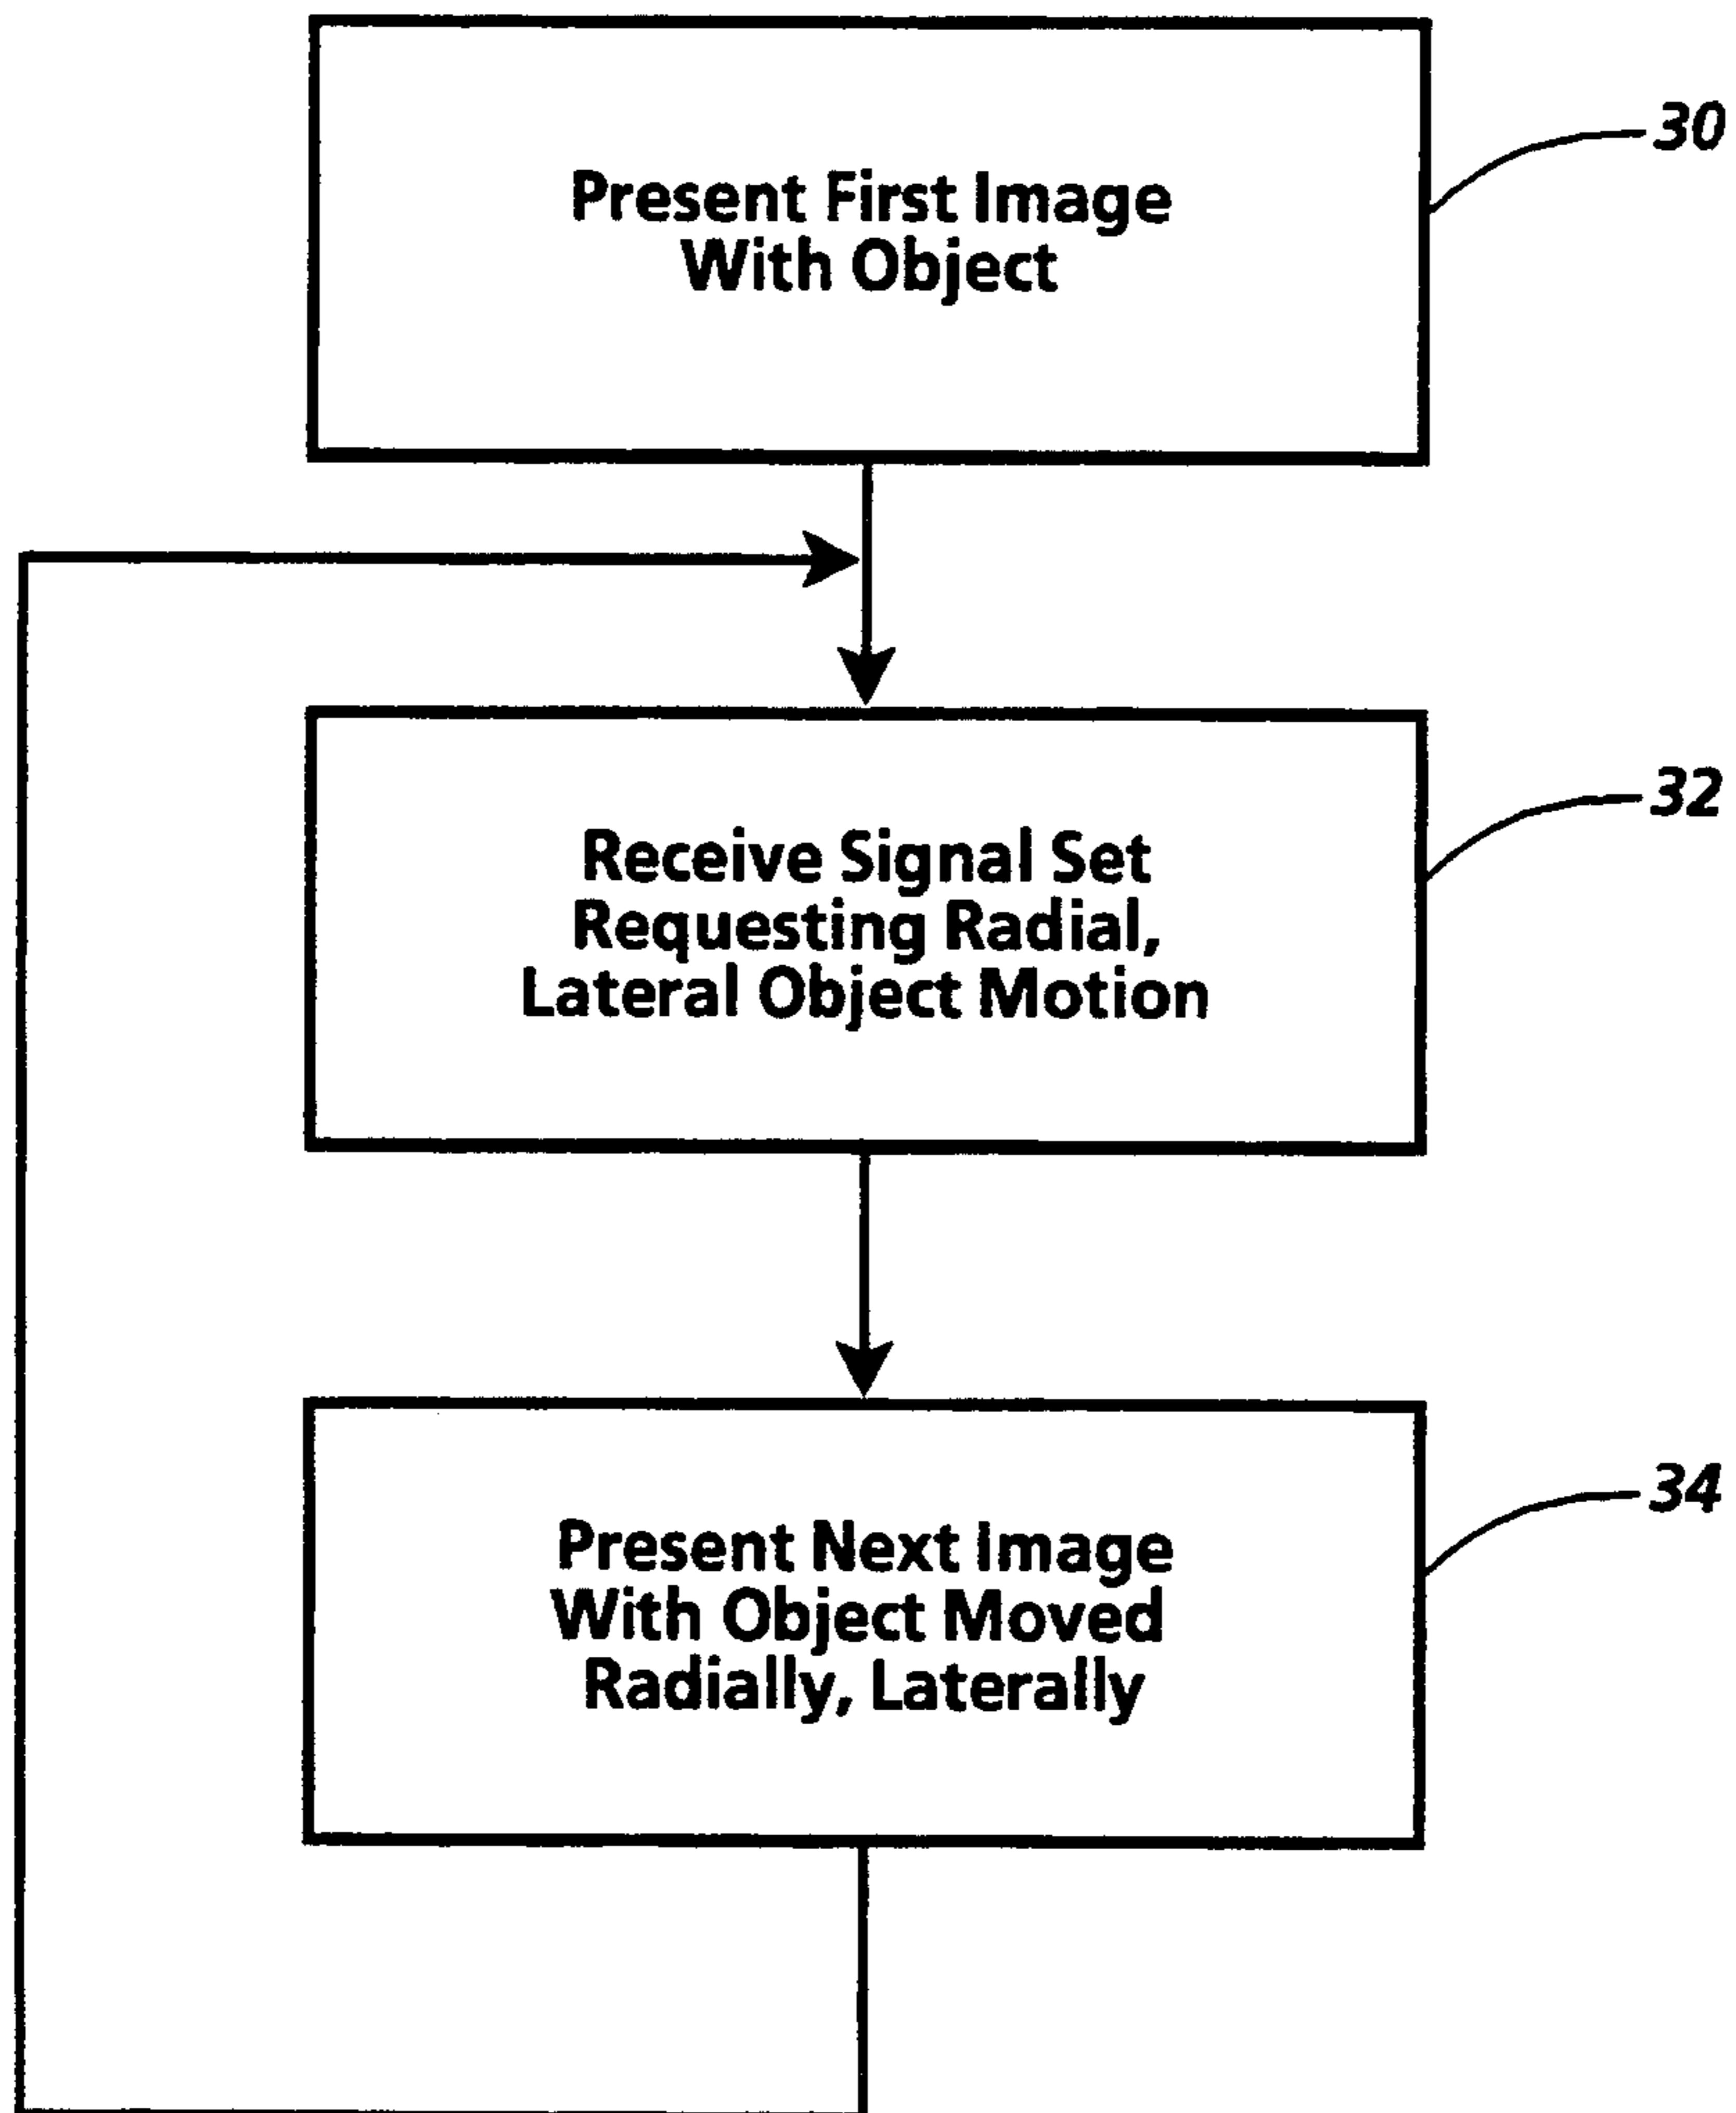 Present First Image
With Object
30
Receive Signal Set
Requesting Radial,
Lateral Object Motion
32
Present Next Image
With Object Moved
Radially, Laterally
34